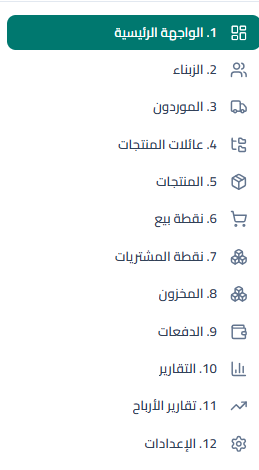 1. الواجهة الرئيسية
2. الزبناء
3. الموردون
4. عائلات المنتجات
5. المنتجات
6. نقطة بيع
7. نقطة المشتريات
8. المخزون
9. الدفعات
10. التقارير
11. تقارير الأرباح
12. الإعدادات